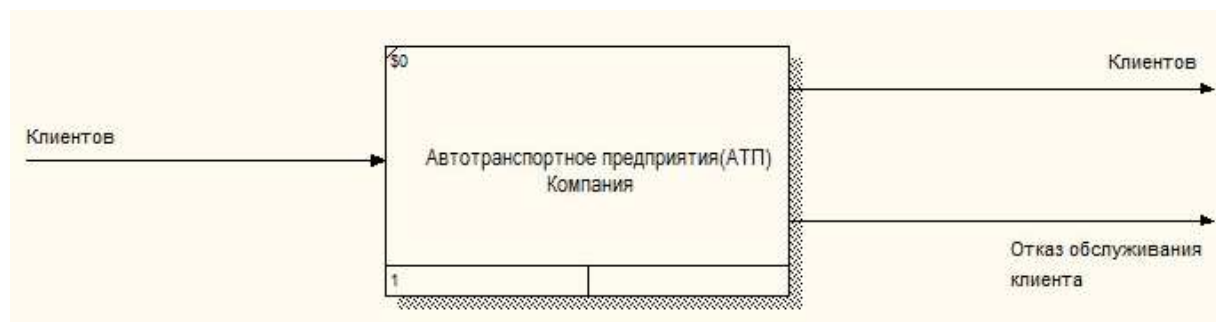 $0
Клиентов
Клиентов
Автотранспортное предприятия(АТП)
Компания
Отказ обслуживания
клиента
1